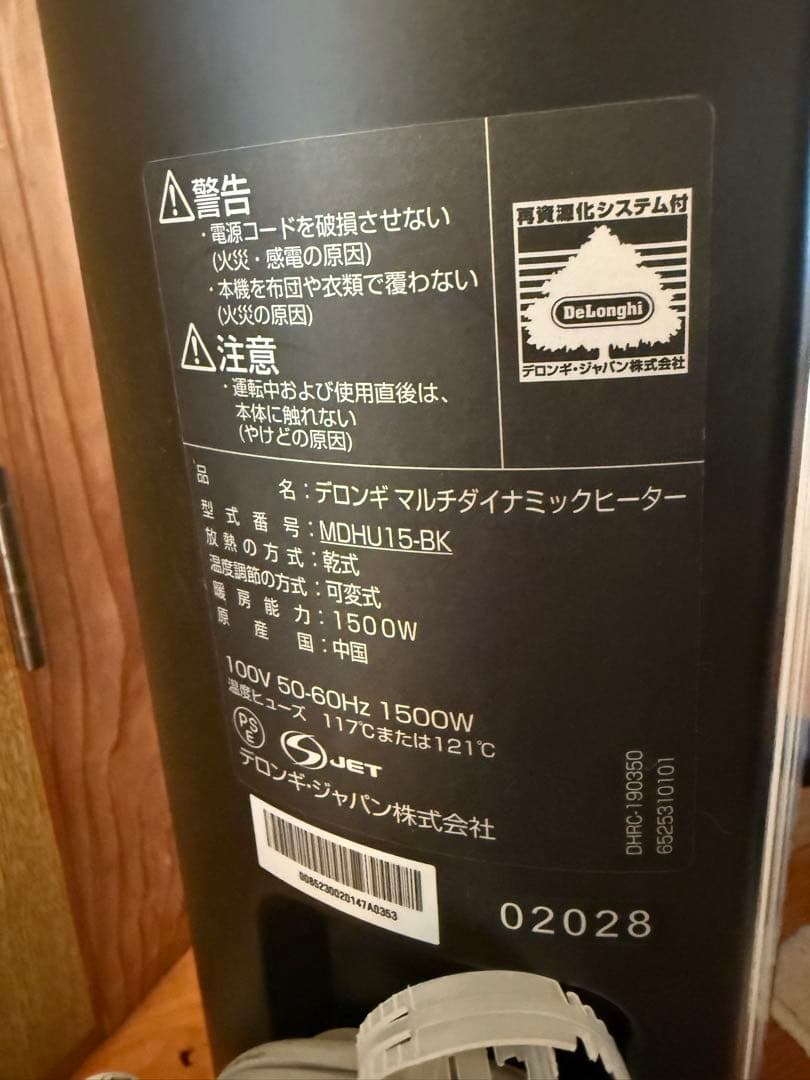 警告
・電源コードを破損させない
(火災・感電の原因)
・本機を布団や衣類で覆わない
(火災の原因)
注意
・運転中および使用直後は、
本体に触れない
(やけどの原因)
再資源化システム付
DeLonghi
デロンギ・ジャパン株式会社
品名：デロンギ マルチダイナミックヒーター
型式番号：MDHU15-BK
放熱の方式：乾式
温度調節の方式：可変式
暖房能力：1500W
原産国：中国
100V 50-60Hz 1500W
温度ヒューズ 117℃または121℃
PSE
JET
デロンギ・ジャパン株式会社
DHRC-190350
6525310101
0085230020147A0353
02028